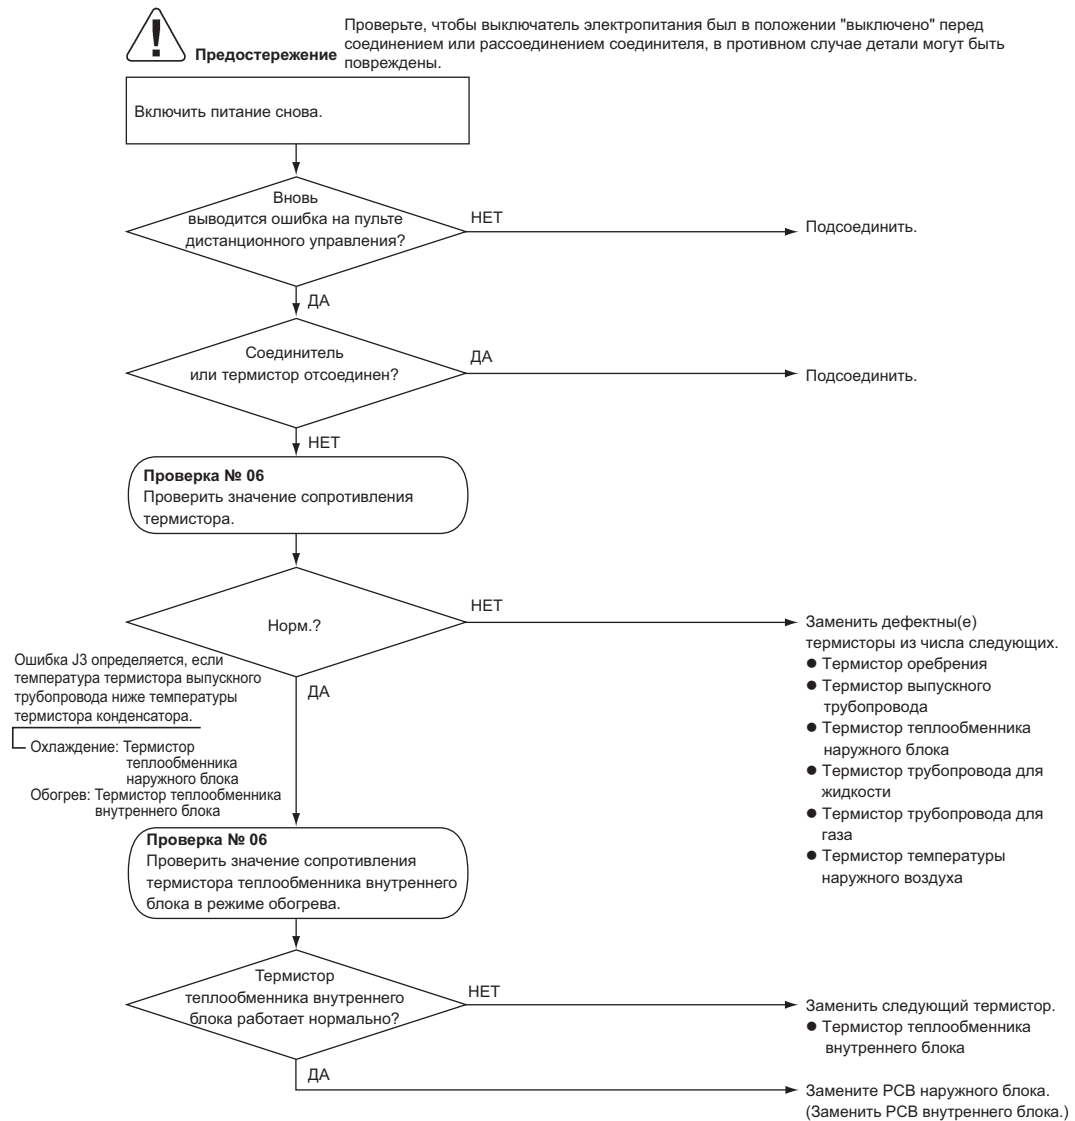 Проверьте, чтобы выключатель электропитания был в положении "выключено" перед
соединением или рассоединением соединителя, в противном случае детали могут быть
повреждены.
Предостережение
Включить питание снова.
Вновь
выводится ошибка на пульте
дистанционного управления?
НЕТ
Подсоединить.
ДА
Соединитель
или термистор отсоединен?
ДА
Подсоединить.
НЕТ
Проверка № 06
Проверить значение сопротивления
термистора.
Норм.?
НЕТ
Заменить дефектны(е)
термисторы из числа следующих.
● Термистор оребрения
● Термистор выпускного
трубопровода
● Термистор теплообменника
наружного блока
● Термистор трубопровода для
жидкости
● Термистор трубопровода для
газа
● Термистор температуры
наружного воздуха
Ошибка J3 определяется, если
температура термистора выпускного
трубопровода ниже температуры
термистора конденсатора.
Охлаждение: Термистор
теплообменника
наружного блока
Обогрев: Термистор теплообменника
внутреннего блока
ДА
Проверка № 06
Проверить значение сопротивления
термистора теплообменника внутреннего
блока в режиме обогрева.
Термистор
теплообменника внутреннего
блока работает нормально?
НЕТ
Заменить следующий термистор.
● Термистор теплообменника
внутреннего блока
ДА
Замените PCB наружного блока.
(Заменить PCB внутреннего блока.)